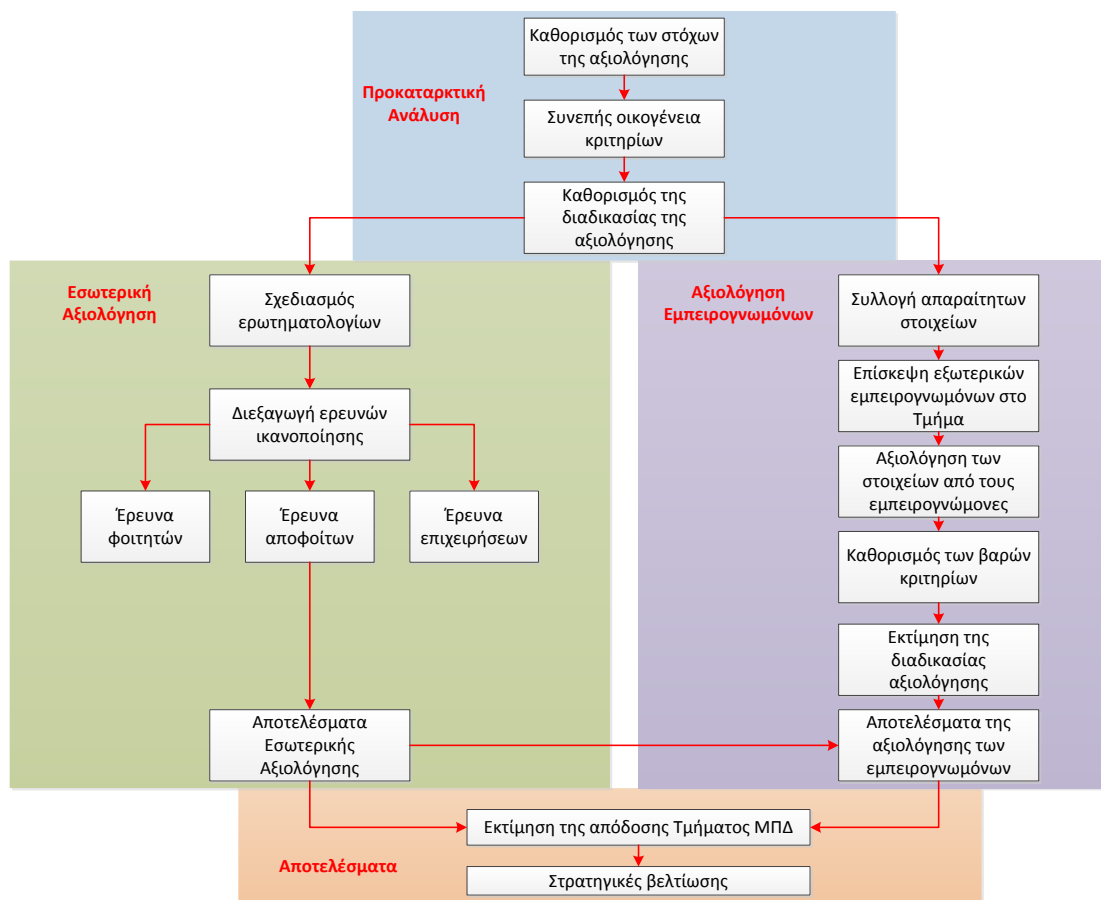 Καθορισμός των στόχων
της αξιολόγησης
Προκαταρκτική
Ανάλυση
Συνεπής οικογένεια
κριτηρίων
Καθορισμός της
διαδικασίας της
αξιολόγησης
Εσωτερική
Αξιολόγηση
Σχεδιασμός
ερωτηματολογίων
Διεξαγωγή ερευνών
ικανοποίησης
Έρευνα
φοιτητών
Έρευνα
αποφοίτων
Έρευνα
επιχειρήσεων
Αποτελέσματα
Εσωτερικής
Αξιολόγησης
Αξιολόγηση
Εμπειρογνωμόνων
Συλλογή απαραίτητων
στοιχείων
Επίσκεψη εξωτερικών
εμπειρογνωμόνων στο
Τμήμα
Αξιολόγηση των
στοιχείων από τους
εμπειρογνώμονες
Καθορισμός των βαρών
κριτηρίων
Εκτίμηση της
διαδικασίας
αξιολόγησης
Αποτελέσματα της
αξιολόγησης των
εμπειρογνωμόνων
Εκτίμηση της απόδοσης Τμήματος ΜΠΔ
Αποτελέσματα
Στρατηγικές βελτίωσης